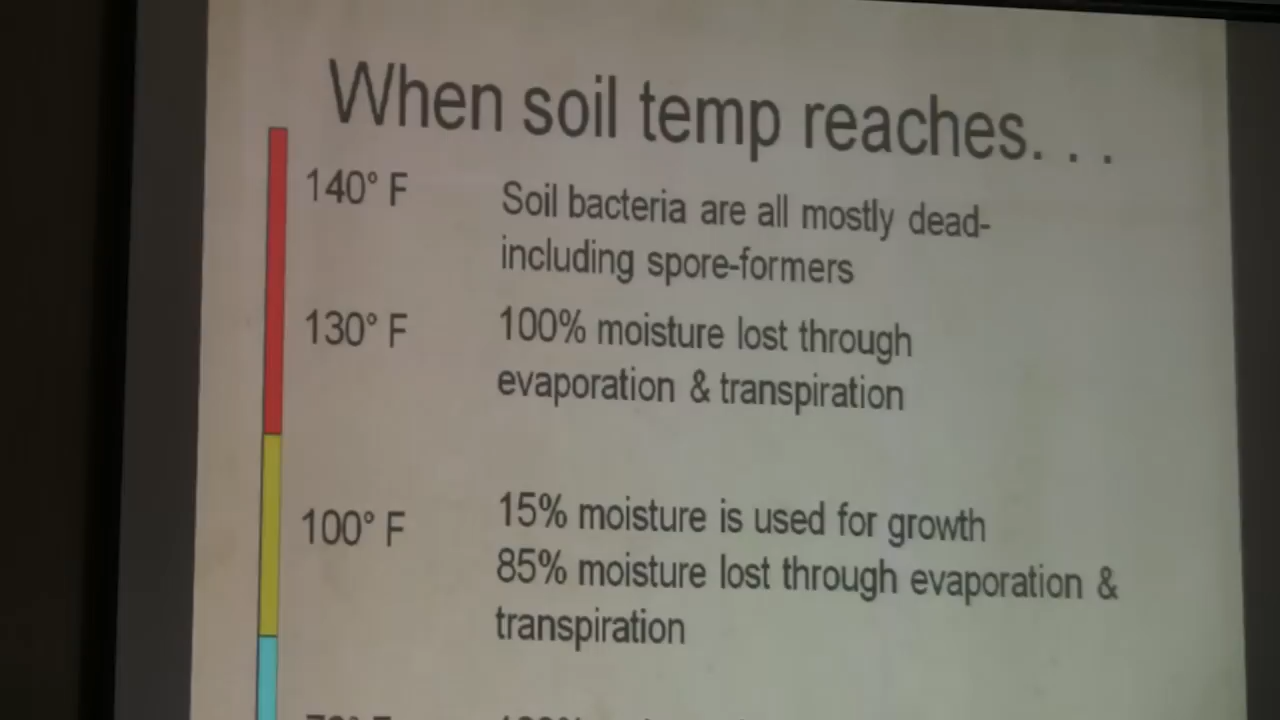 When soil temp reaches. . .
140° F
Soil bacteria are all mostly dead-
including spore-formers
130° F
100% moisture lost through
evaporation & transpiration
100° F
15% moisture is used for growth
85% moisture lost through evaporation &
transpiration